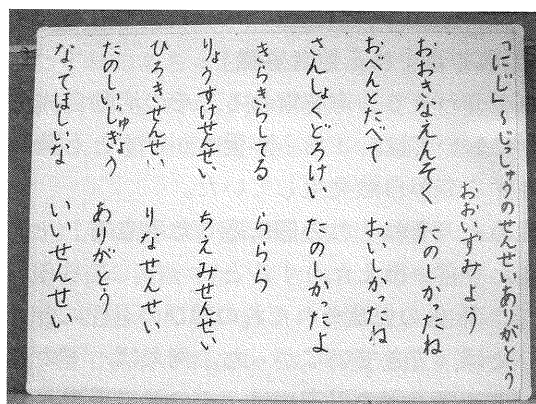 「にじ」～じっしゅうのせんせいありがとう
おおいずみよう
おおきなえんそく　たのしかったね
おべんとたべて　おいしかったね
さんしょくどろけい　たのしかったよ
きらきらしてる　ららら
りょうすけせんせい　ちえみせんせい
ひろきせんせい　りなせんせい
たのしいじゅぎょう　ありがとう
なってほしいな　いいせんせい